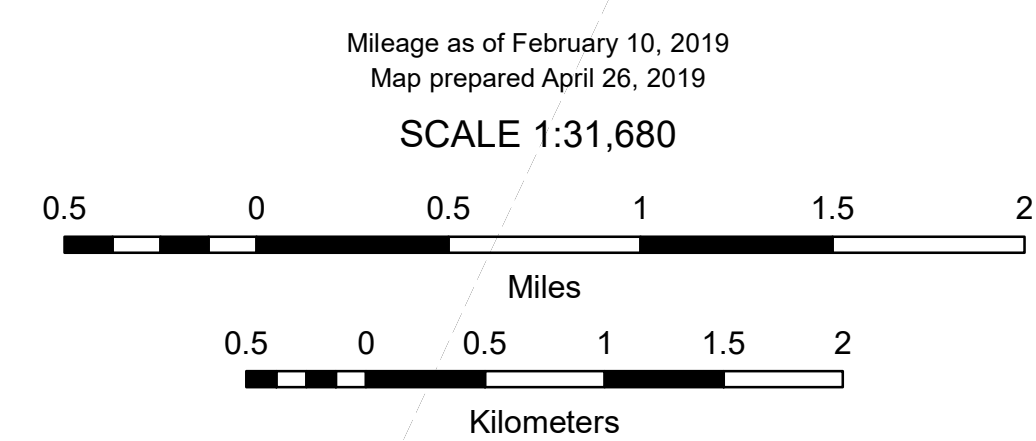 Mileage as of February 10, 2019
Map prepared April 26, 2019
SCALE 1:31,680
0.5 0 0.5 1 1.5 2
Miles
0.5 0 0.5 1 1.5 2
Kilometers